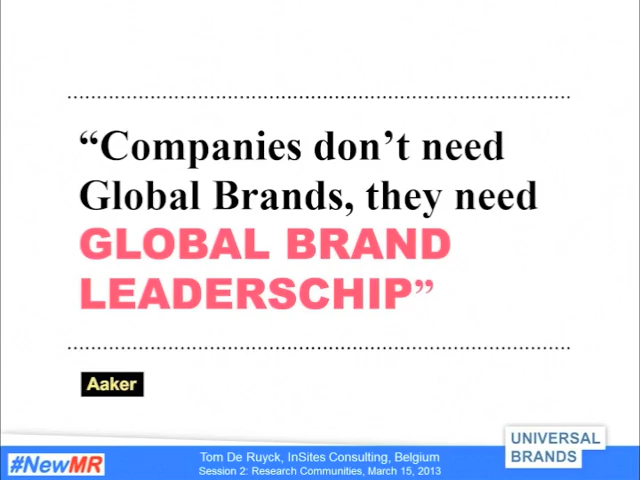 “Companies don’t need
Global Brands, they need
GLOBAL BRAND
LEADERSCHIP”
Aaker
UNIVERSAL
BRANDS
#NewMR
Tom De Ruyck, InSites Consulting, Belgium
Session 2: Research Communities, March 15, 2013